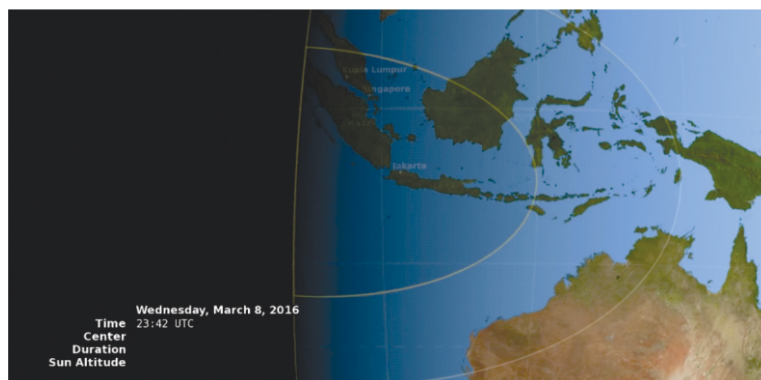 Kuala Lumpur
Singapore
Jakarta
Wednesday, March 8, 2016
Time 23:42 UTC
Center
Duration
Sun Altitude